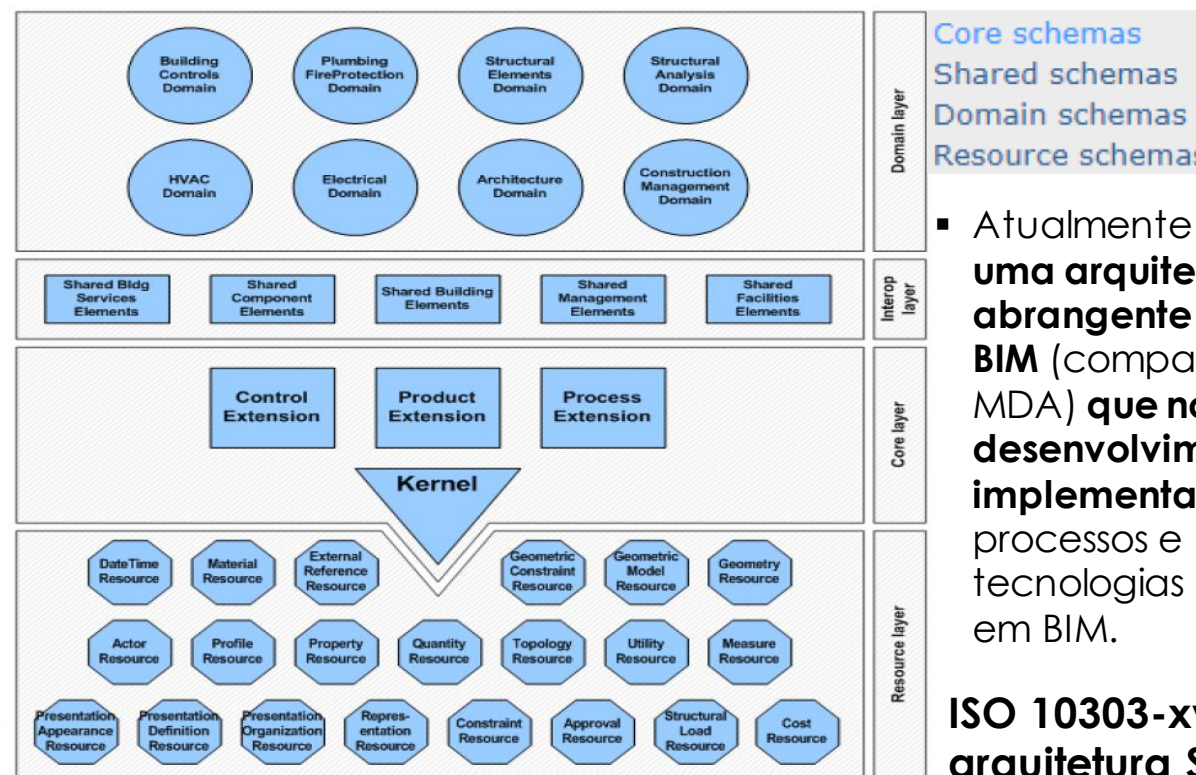 Building
Controls
Domain
Plumbing
FireProtection
Domain
Structural
Elements
Domain
Structural
Analysis
Domain
HVAC
Domain
Electrical
Domain
Architecture
Domain
Construction
Management
Domain
Domain layer
Shared Bldg
Services
Elements
Shared
Component
Elements
Shared Building
Elements
Shared
Management
Elements
Shared
Facilities
Elements
Interop
layer
Control
Extension
Product
Extension
Process
Extension
Kernel
Core layer
DateTime
Resource
Material
Resource
External
Reference
Resource
Geometric
Constraint
Resource
Geometric
Model
Resource
Geometry
Resource
Actor
Resource
Profile
Resource
Property
Resource
Quantity
Resource
Topology
Resource
Utility
Resource
Measure
Resource
Presentation
Appearance
Resource
Presentation
Definition
Resource
Presentation
Organization
Resource
Repres-
entation
Resource
Constraint
Resource
Approval
Resource
Structural
Load
Resource
Cost
Resource
Resource layer
Core schemas
Shared schemas
Domain schemas
Resource schemas
▪ Atualmente
uma arquite
abrangente
BIM (compa
MDA) que no
desenvolvim
implementa
processos e
tecnologias
em BIM.
ISO 10303-xy
arquitetura S